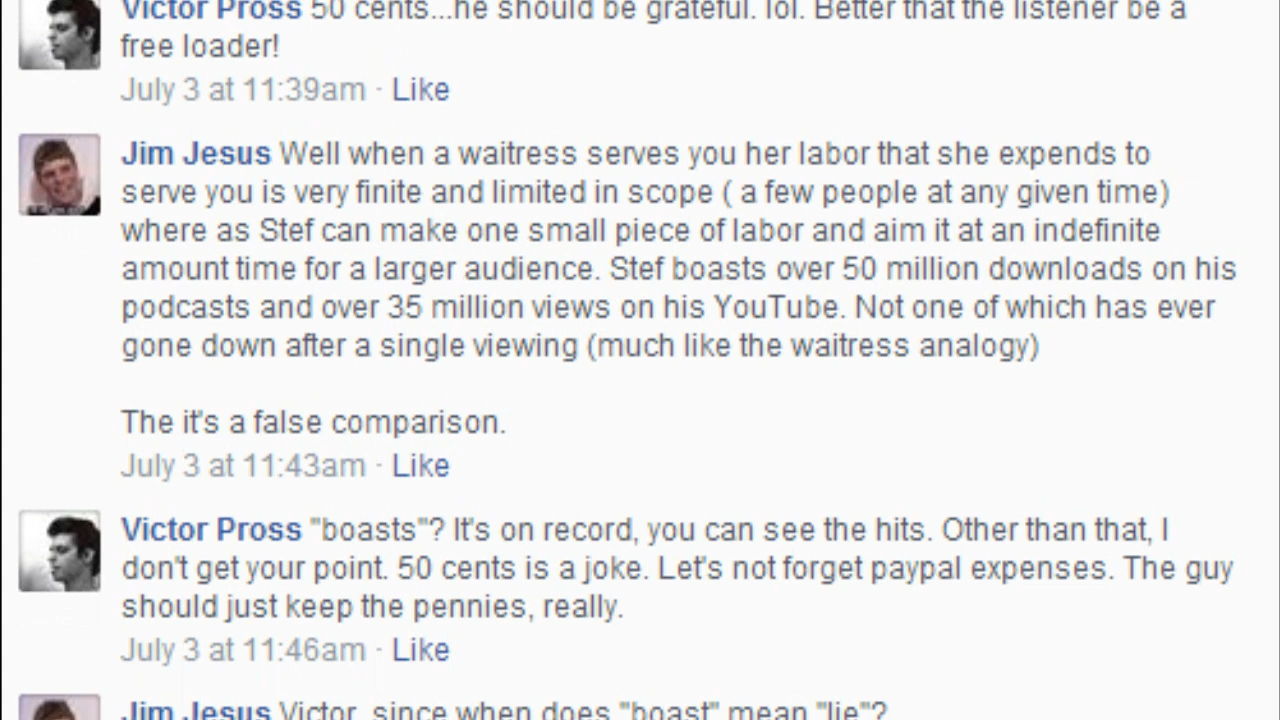 Victor Pross 50 cents...he should be grateful. lol. Better that the listener be a
free loader!
July 3 at 11:39am · Like
Jim Jesus Well when a waitress serves you her labor that she expends to
serve you is very finite and limited in scope ( a few people at any given time)
where as Stef can make one small piece of labor and aim it at an indefinite
amount time for a larger audience. Stef boasts over 50 million downloads on his
podcasts and over 35 million views on his YouTube. Not one of which has ever
gone down after a single viewing (much like the waitress analogy)
The it's a false comparison.
July 3 at 11:43am · Like
Victor Pross "boasts"? It's on record, you can see the hits. Other than that, I
don't get your point. 50 cents is a joke. Let's not forget paypal expenses. The guy
should just keep the pennies, really.
July 3 at 11:46am · Like
Jim Jesus Victor, since when does "boast" mean "lie"?